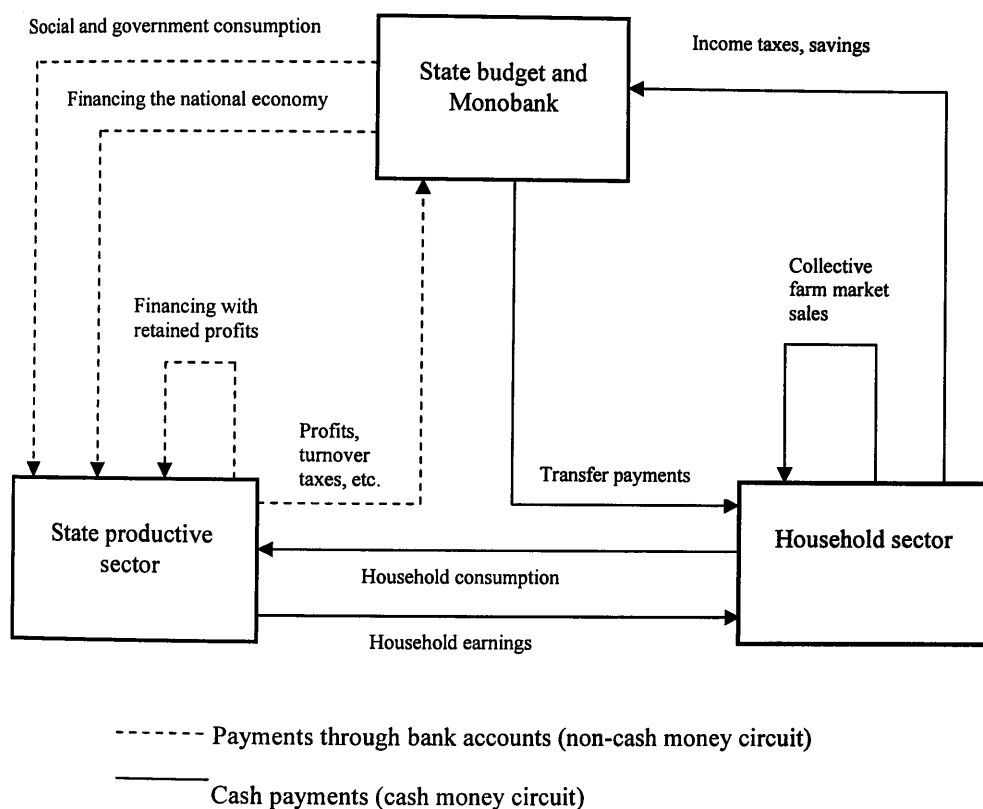 Social and government consumption
Income taxes, savings
State budget and
Monobank
Financing the national economy
Collective
farm market
sales
Financing with
retained profits
Profits,
turnover
taxes, etc.
Transfer payments
State productive
sector
Household sector
Household consumption
Household earnings
Payments through bank accounts (non-cash money circuit)
Cash payments (cash money circuit)